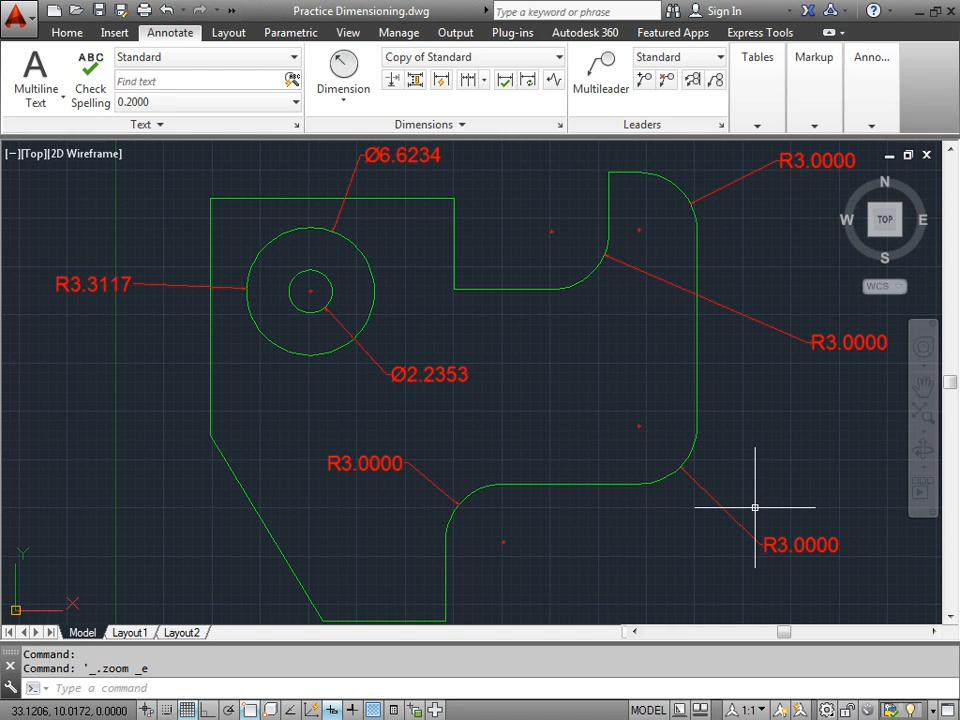 Practice Dimensioning.dwg
Type a keyword or phrase
Sign In
Home Insert Annotate Layout Parametric View Manage Output Plug-ins Autodesk 360 Featured Apps Express Tools
Multiline Text
ABC
Check Spelling
Standard
Find text
ABC
0.2000
Text
Dimension
Copy of Standard
Dimensions
Multileader
Standard
Leaders
Tables
Markup
Anno...
[−][Top][2D Wireframe]
Ø6.6234
R3.0000
N
W
TOP
E
S
WCS
R3.3117
R3.0000
Ø2.2353
R3.0000
R3.0000
Y
X
Model Layout1 Layout2
Command:
Command: '_.zoom _e
Type a command
33.1206, 10.0172, 0.0000
MODEL
1:1